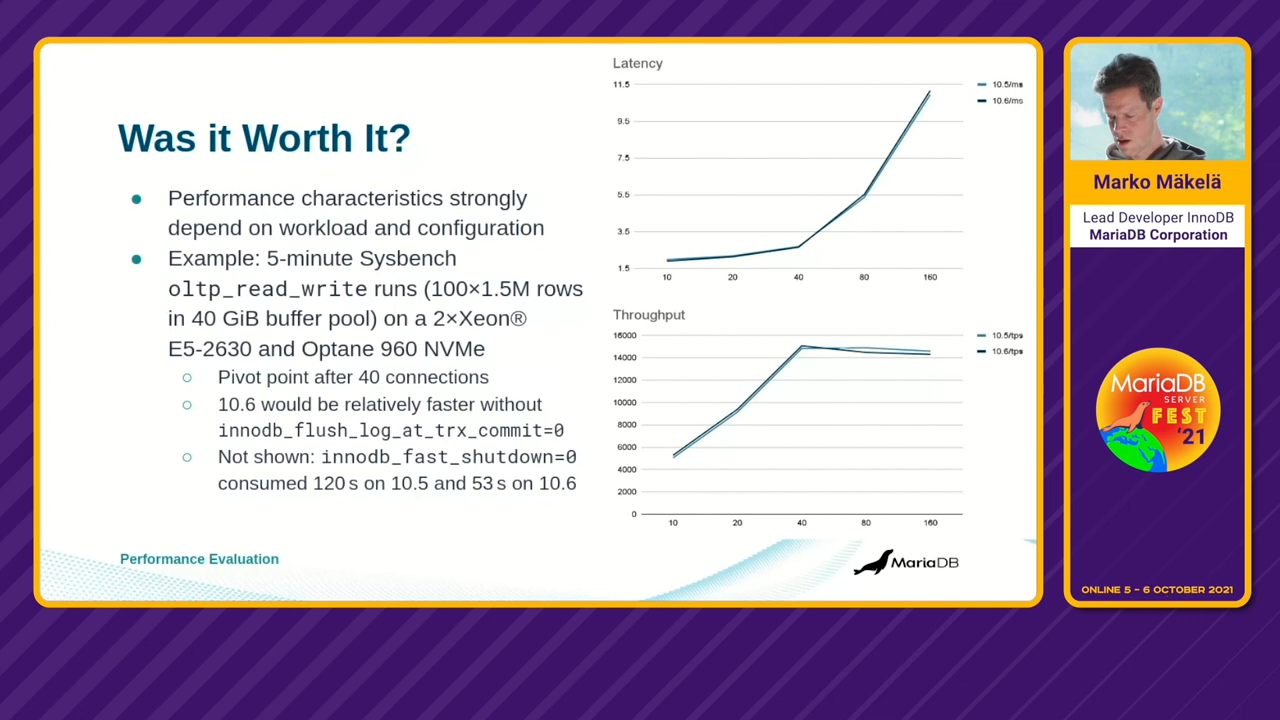 Was it Worth It?
● Performance characteristics strongly
depend on workload and configuration
● Example: 5-minute Sysbench
oltp_read_write runs (100×1.5M rows
in 40 GiB buffer pool) on a 2×Xeon®
E5-2630 and Optane 960 NVMe
○ Pivot point after 40 connections
○ 10.6 would be relatively faster without
innodb_flush_log_at_trx_commit=0
○ Not shown: innodb_fast_shutdown=0
consumed 120 s on 10.5 and 53 s on 10.6
Performance Evaluation
Latency
11.5
9.5
7.5
5.5
3.5
1.5
10 20 40 80 160
10.5/ms
10.6/ms
Throughput
16000
14000
12000
10000
8000
6000
4000
2000
0
10 20 40 80 160
10.5/tps
10.6/tps
MariaDB
Marko Mäkelä
Lead Developer InnoDB
MariaDB Corporation
MariaDB
SERVER
FEST
'21
ONLINE 5 – 6 OCTOBER 2021